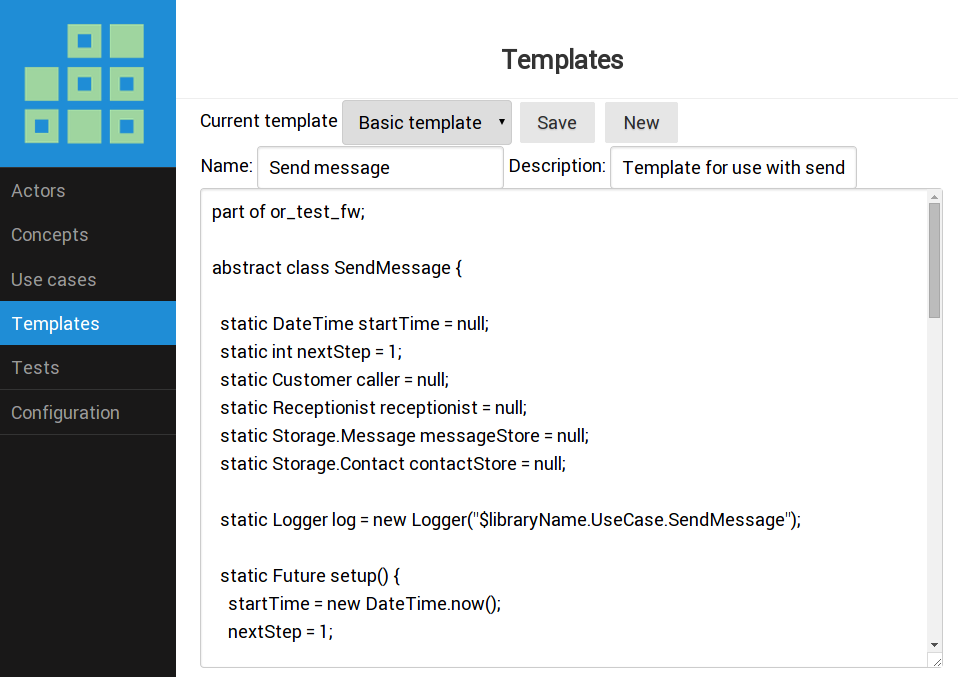 Templates
Actors
Concepts
Use cases
Templates
Tests
Configuration
Current template Basic template Save New
Name: Send message Description: Template for use with send
part of or_test_fw;
abstract class SendMessage {
static DateTime startTime = null;
static int nextStep = 1;
static Customer caller = null;
static Receptionist receptionist = null;
static Storage.Message messageStore = null;
static Storage.Contact contactStore = null;
static Logger log = new Logger("$libraryName.UseCase.SendMessage");
static Future setup() {
startTime = new DateTime.now();
nextStep = 1;